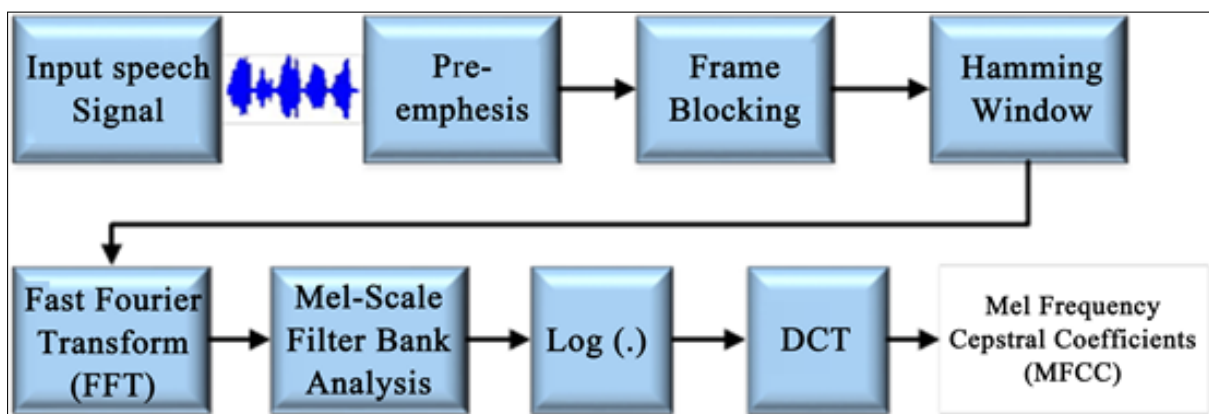 Input speech
Signal
Pre-
emphesis
Frame
Blocking
Hamming
Window
Fast Fourier
Transform
(FFT)
Mel-Scale
Filter Bank
Analysis
Log (.)
DCT
Mel Frequency
Cepstral Coefficients
(MFCC)